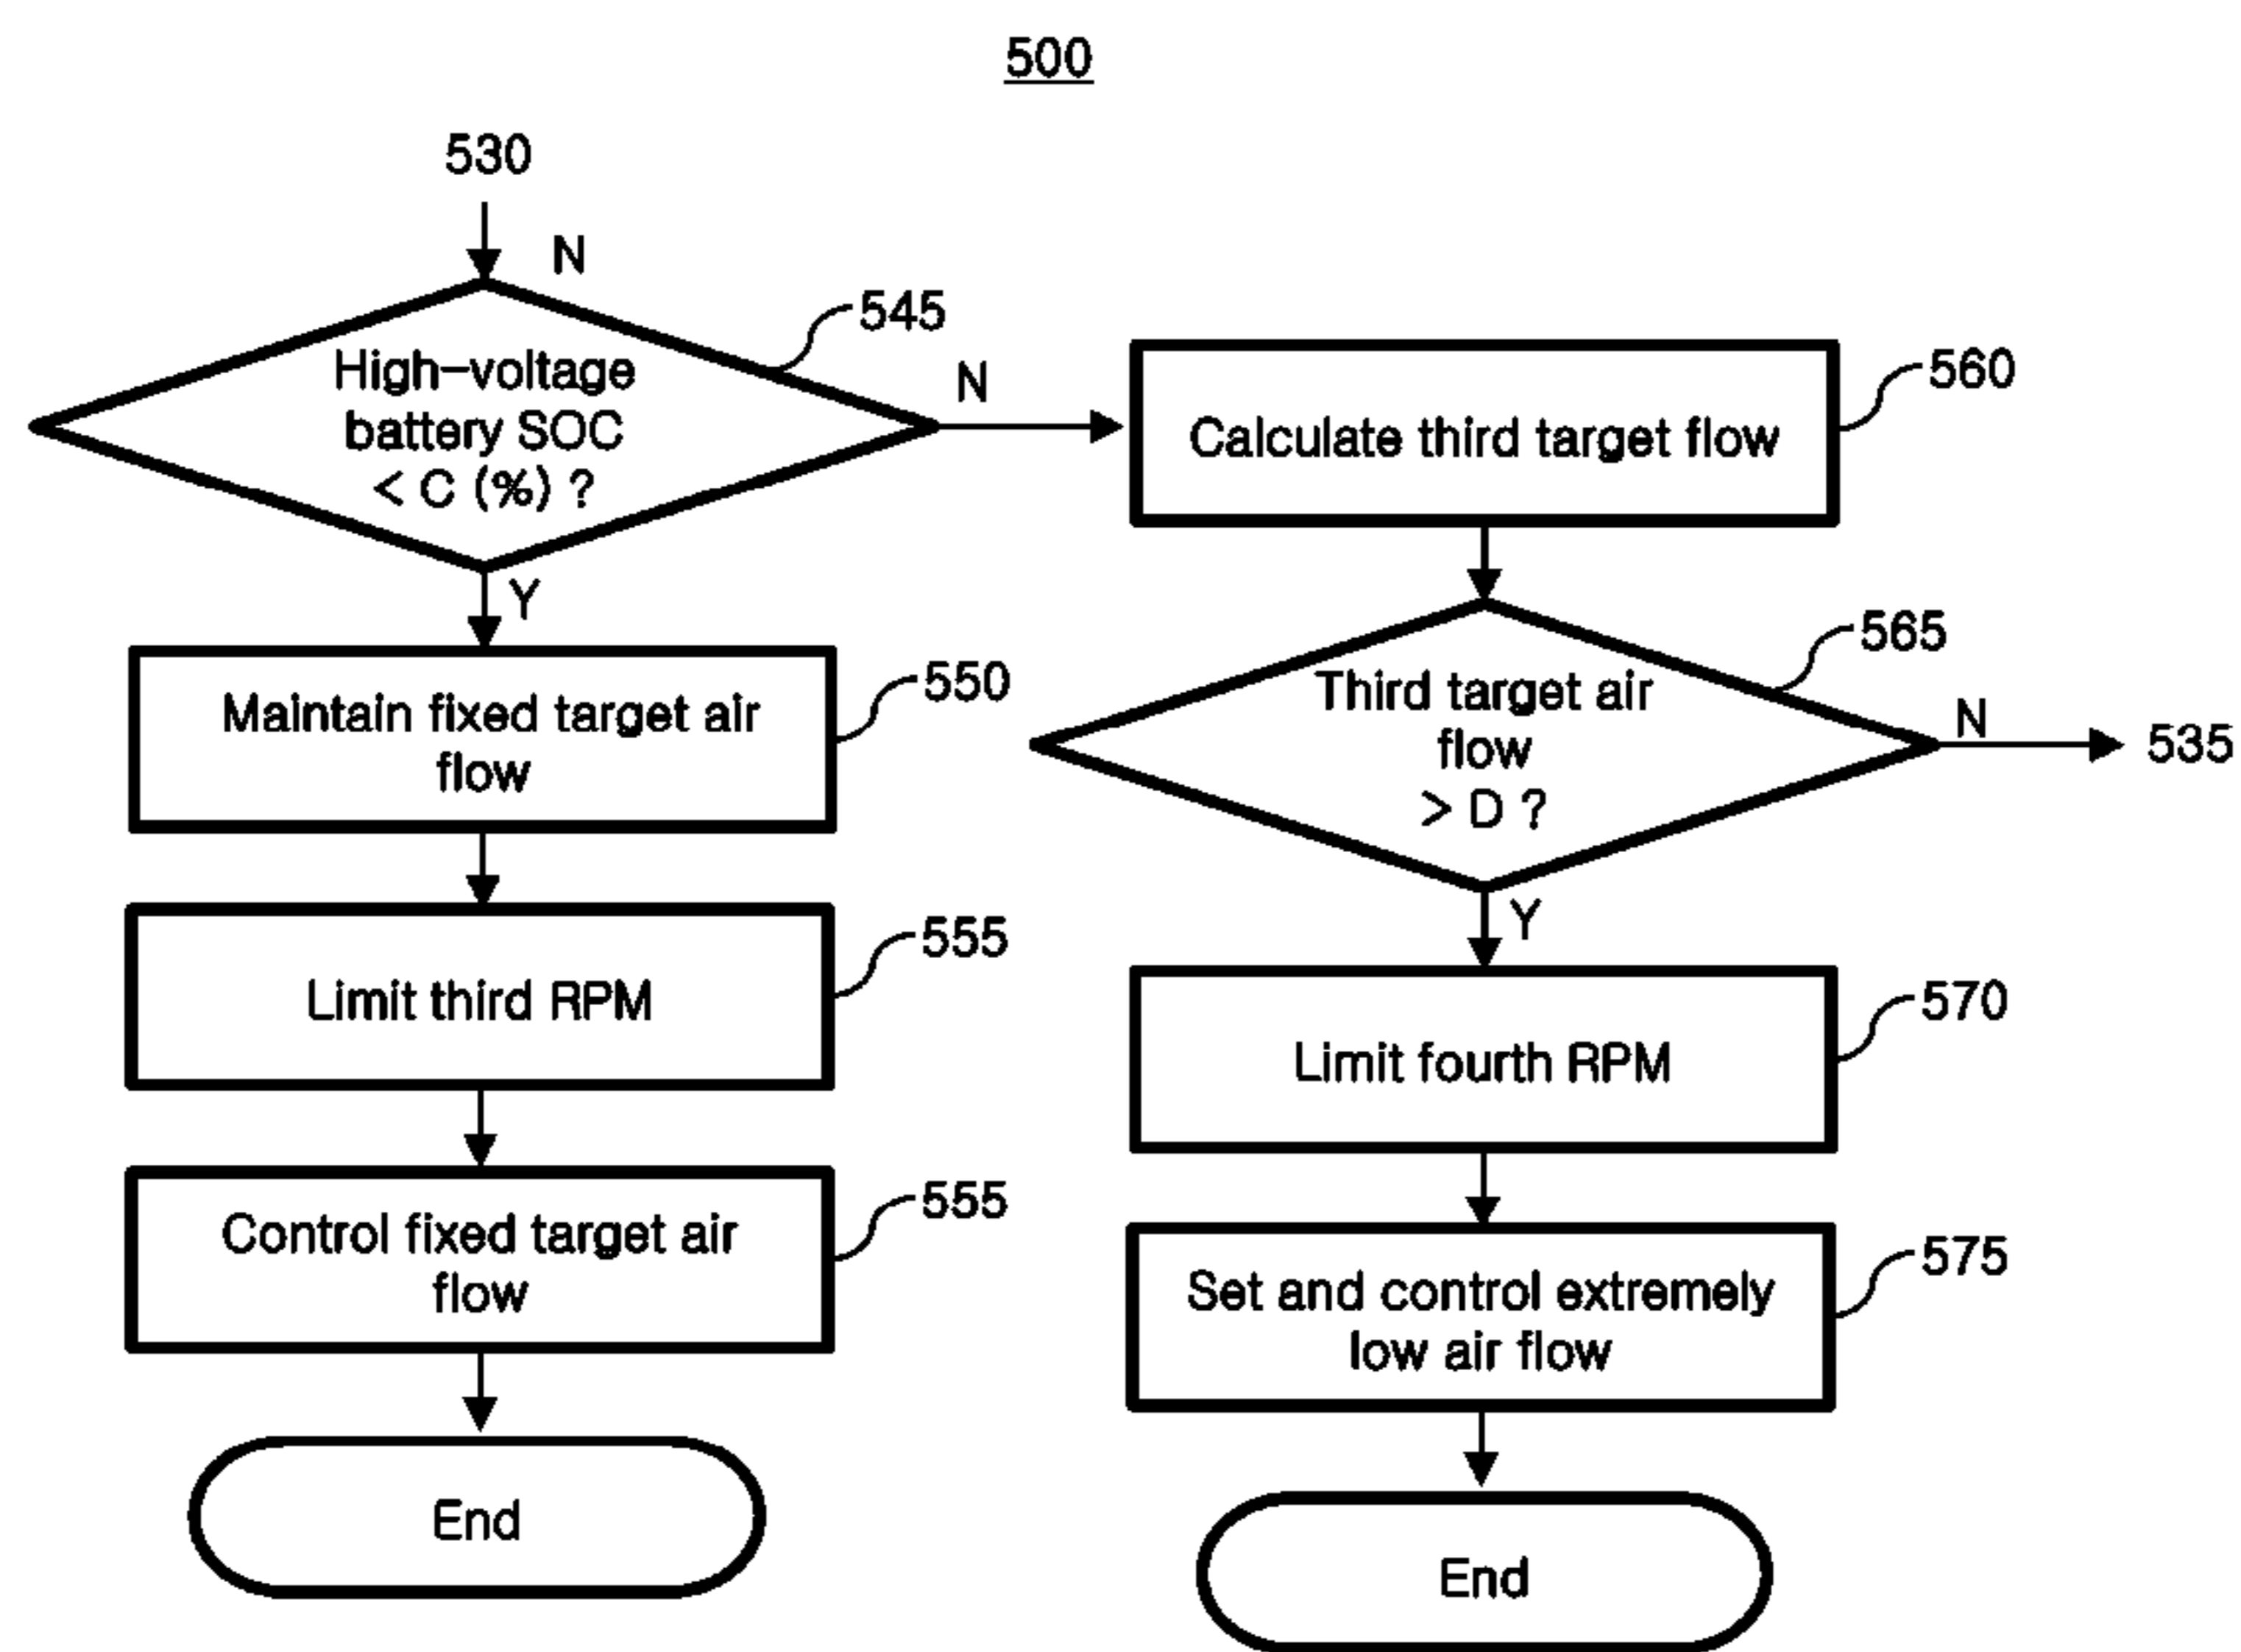 500
530
N
545
High-voltage
battery SOC
< C (%) ?
N
Y
550
Maintain fixed target air
flow
555
Limit third RPM
555
Control fixed target air
flow
End
560
Calculate third target flow
565
Third target air
flow
> D ?
N
535
Y
570
Limit fourth RPM
575
Set and control extremely
low air flow
End